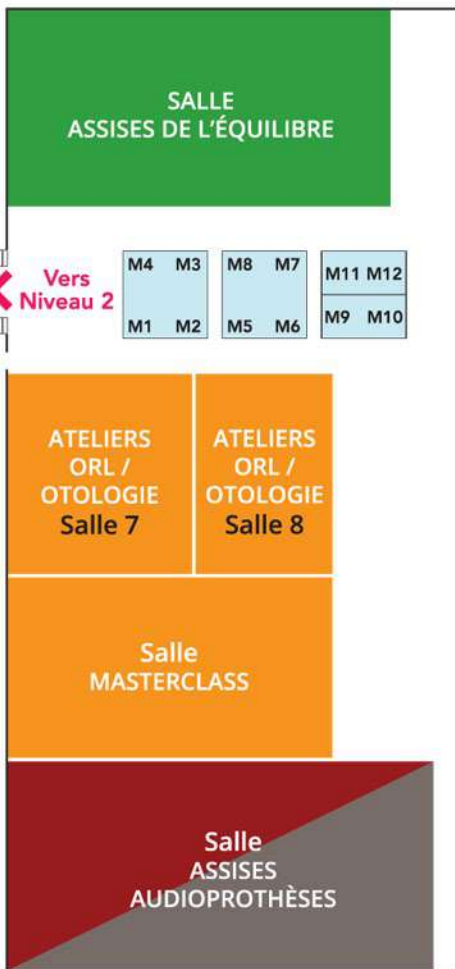 SALLE
ASSISES DE L'ÉQUILIBRE
Vers
Niveau 2
M4 M3
M1 M2
M8 M7
M5 M6
M11 M12
M9 M10
ATELIERS
ORL /
OTOLOGIE
Salle 7
ATELIERS
ORL /
OTOLOGIE
Salle 8
Salle
MASTERCLASS
Salle
ASSISES
AUDIOPROTHÈSES